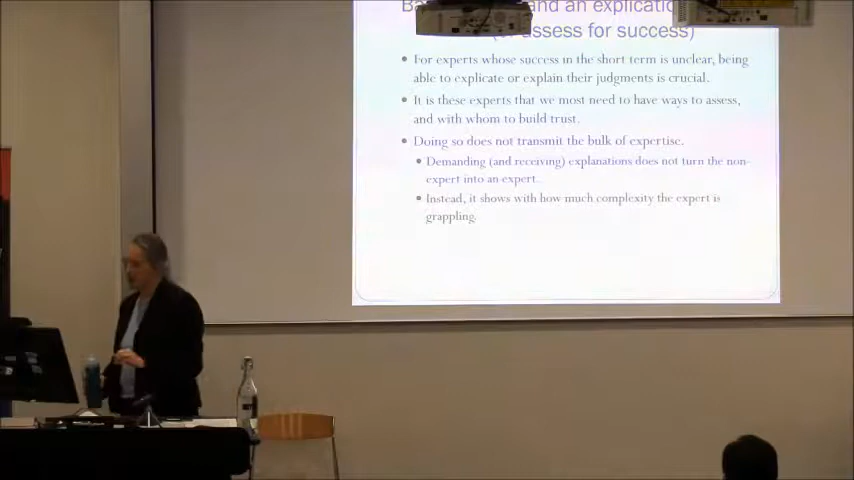 and an explication
assess for success)
• For experts whose success in the short term is unclear, being
able to explicate or explain their judgments is crucial.
• It is these experts that we most need to have ways to assess,
and with whom to build trust.
• Doing so does not transmit the bulk of expertise.
• Demanding (and receiving) explanations does not turn the non-
expert into an expert.
• Instead, it shows with how much complexity the expert is
grappling.